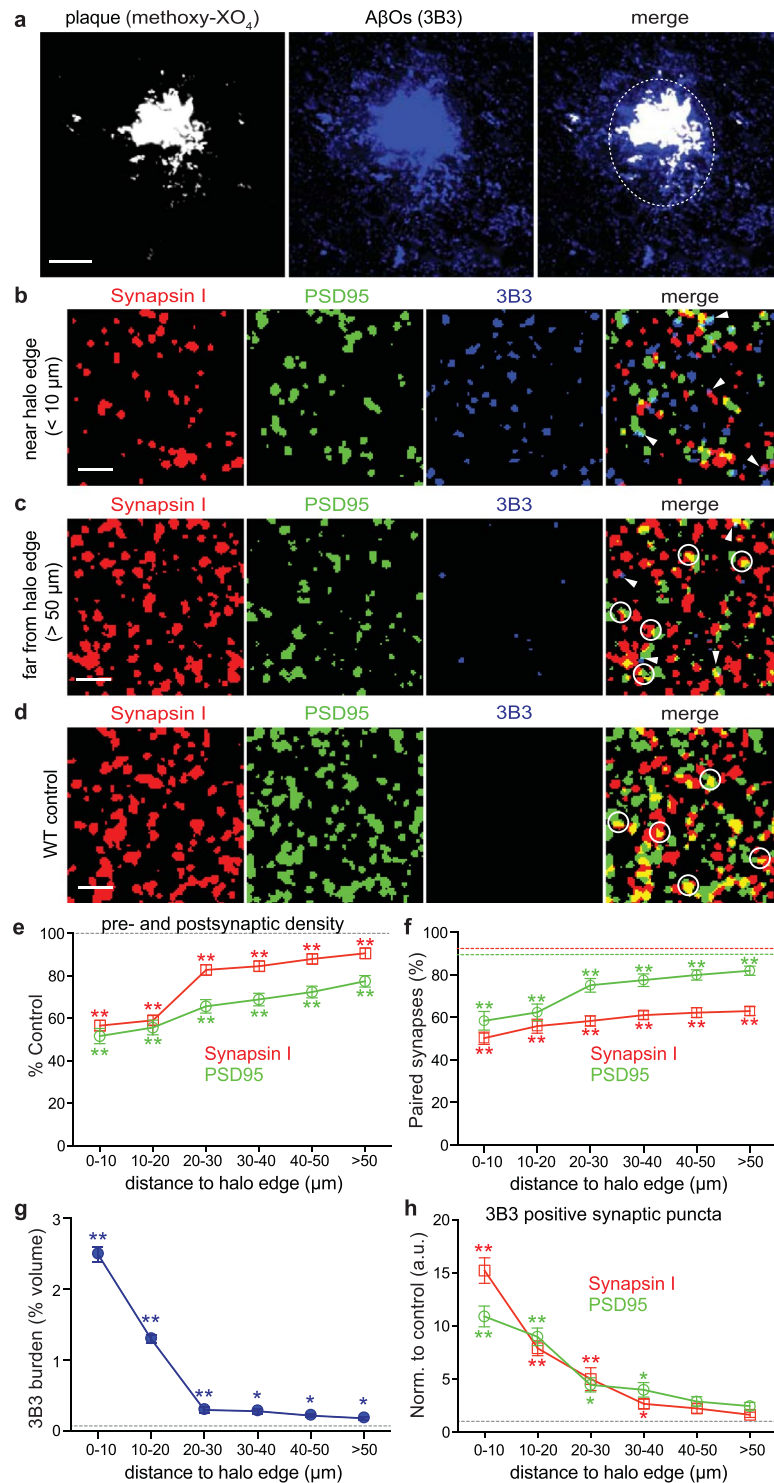 a
plaque (methoxy-XO4)
AβOs (3B3)
merge
b
Synapsin I
PSD95
3B3
merge
near halo edge
(< 10 µm)
c
Synapsin I
PSD95
3B3
merge
far from halo edge
(> 50 µm)
d
Synapsin I
PSD95
3B3
merge
WT control
e
pre- and postsynaptic density
% Control
100
80
60
40
20
0
** ** ** ** ** **
** ** ** ** ** **
Synapsin I
PSD95
0-10 10-20 20-30 30-40 40-50 >50
distance to halo edge (µm)
f
Paired synapses (%)
100
80
60
40
20
0
** ** ** ** ** **
** ** ** ** ** **
Synapsin I
PSD95
0-10 10-20 20-30 30-40 40-50 >50
distance to halo edge (µm)
g
3B3 burden (% volume)
3
2
1
0
** ** ** * * *
0-10 10-20 20-30 30-40 40-50 >50
distance to halo edge (µm)
h
3B3 positive synaptic puncta
Norm. to control (a.u.)
20
15
10
5
0
** ** ** *
** ** * *
Synapsin I
PSD95
0-10 10-20 20-30 30-40 40-50 >50
distance to halo edge (µm)